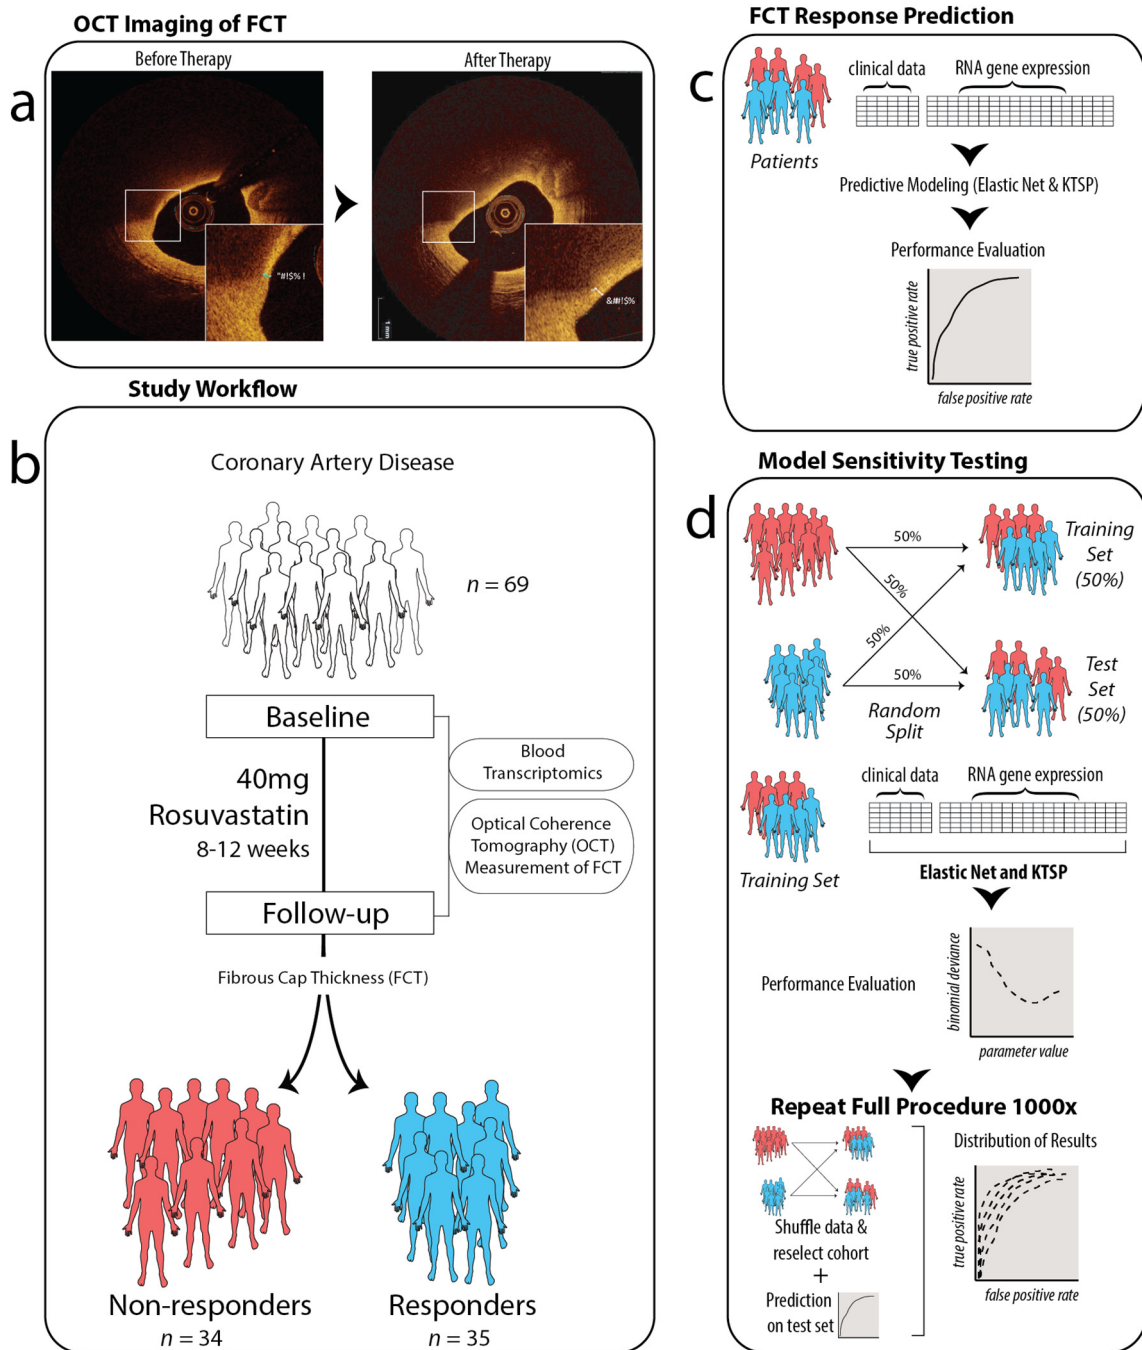 OCT Imaging of FCT
a
Before Therapy
After Therapy
"#!$% !
&##!$%
1 mm
Study Workflow
b
Coronary Artery Disease
n = 69
Baseline
40mg
Rosuvastatin
8-12 weeks
Blood
Transcriptomics
Optical Coherence
Tomography (OCT)
Measurement of FCT
Follow-up
Fibrous Cap Thickness (FCT)
Non-responders
n = 34
Responders
n = 35
FCT Response Prediction
c
clinical data
RNA gene expression
Patients
Predictive Modeling (Elastic Net & KTSP)
Performance Evaluation
true positive rate
false positive rate
Model Sensitivity Testing
d
50%
50%
50%
50%
Training
Set
(50%)
Test
Set
(50%)
Random
Split
clinical data
RNA gene expression
Training Set
Elastic Net and KTSP
Performance Evaluation
binomial deviance
parameter value
Repeat Full Procedure 1000x
Shuffle data &
reselect cohort
+
Prediction
on test set
Distribution of Results
true positive rate
false positive rate